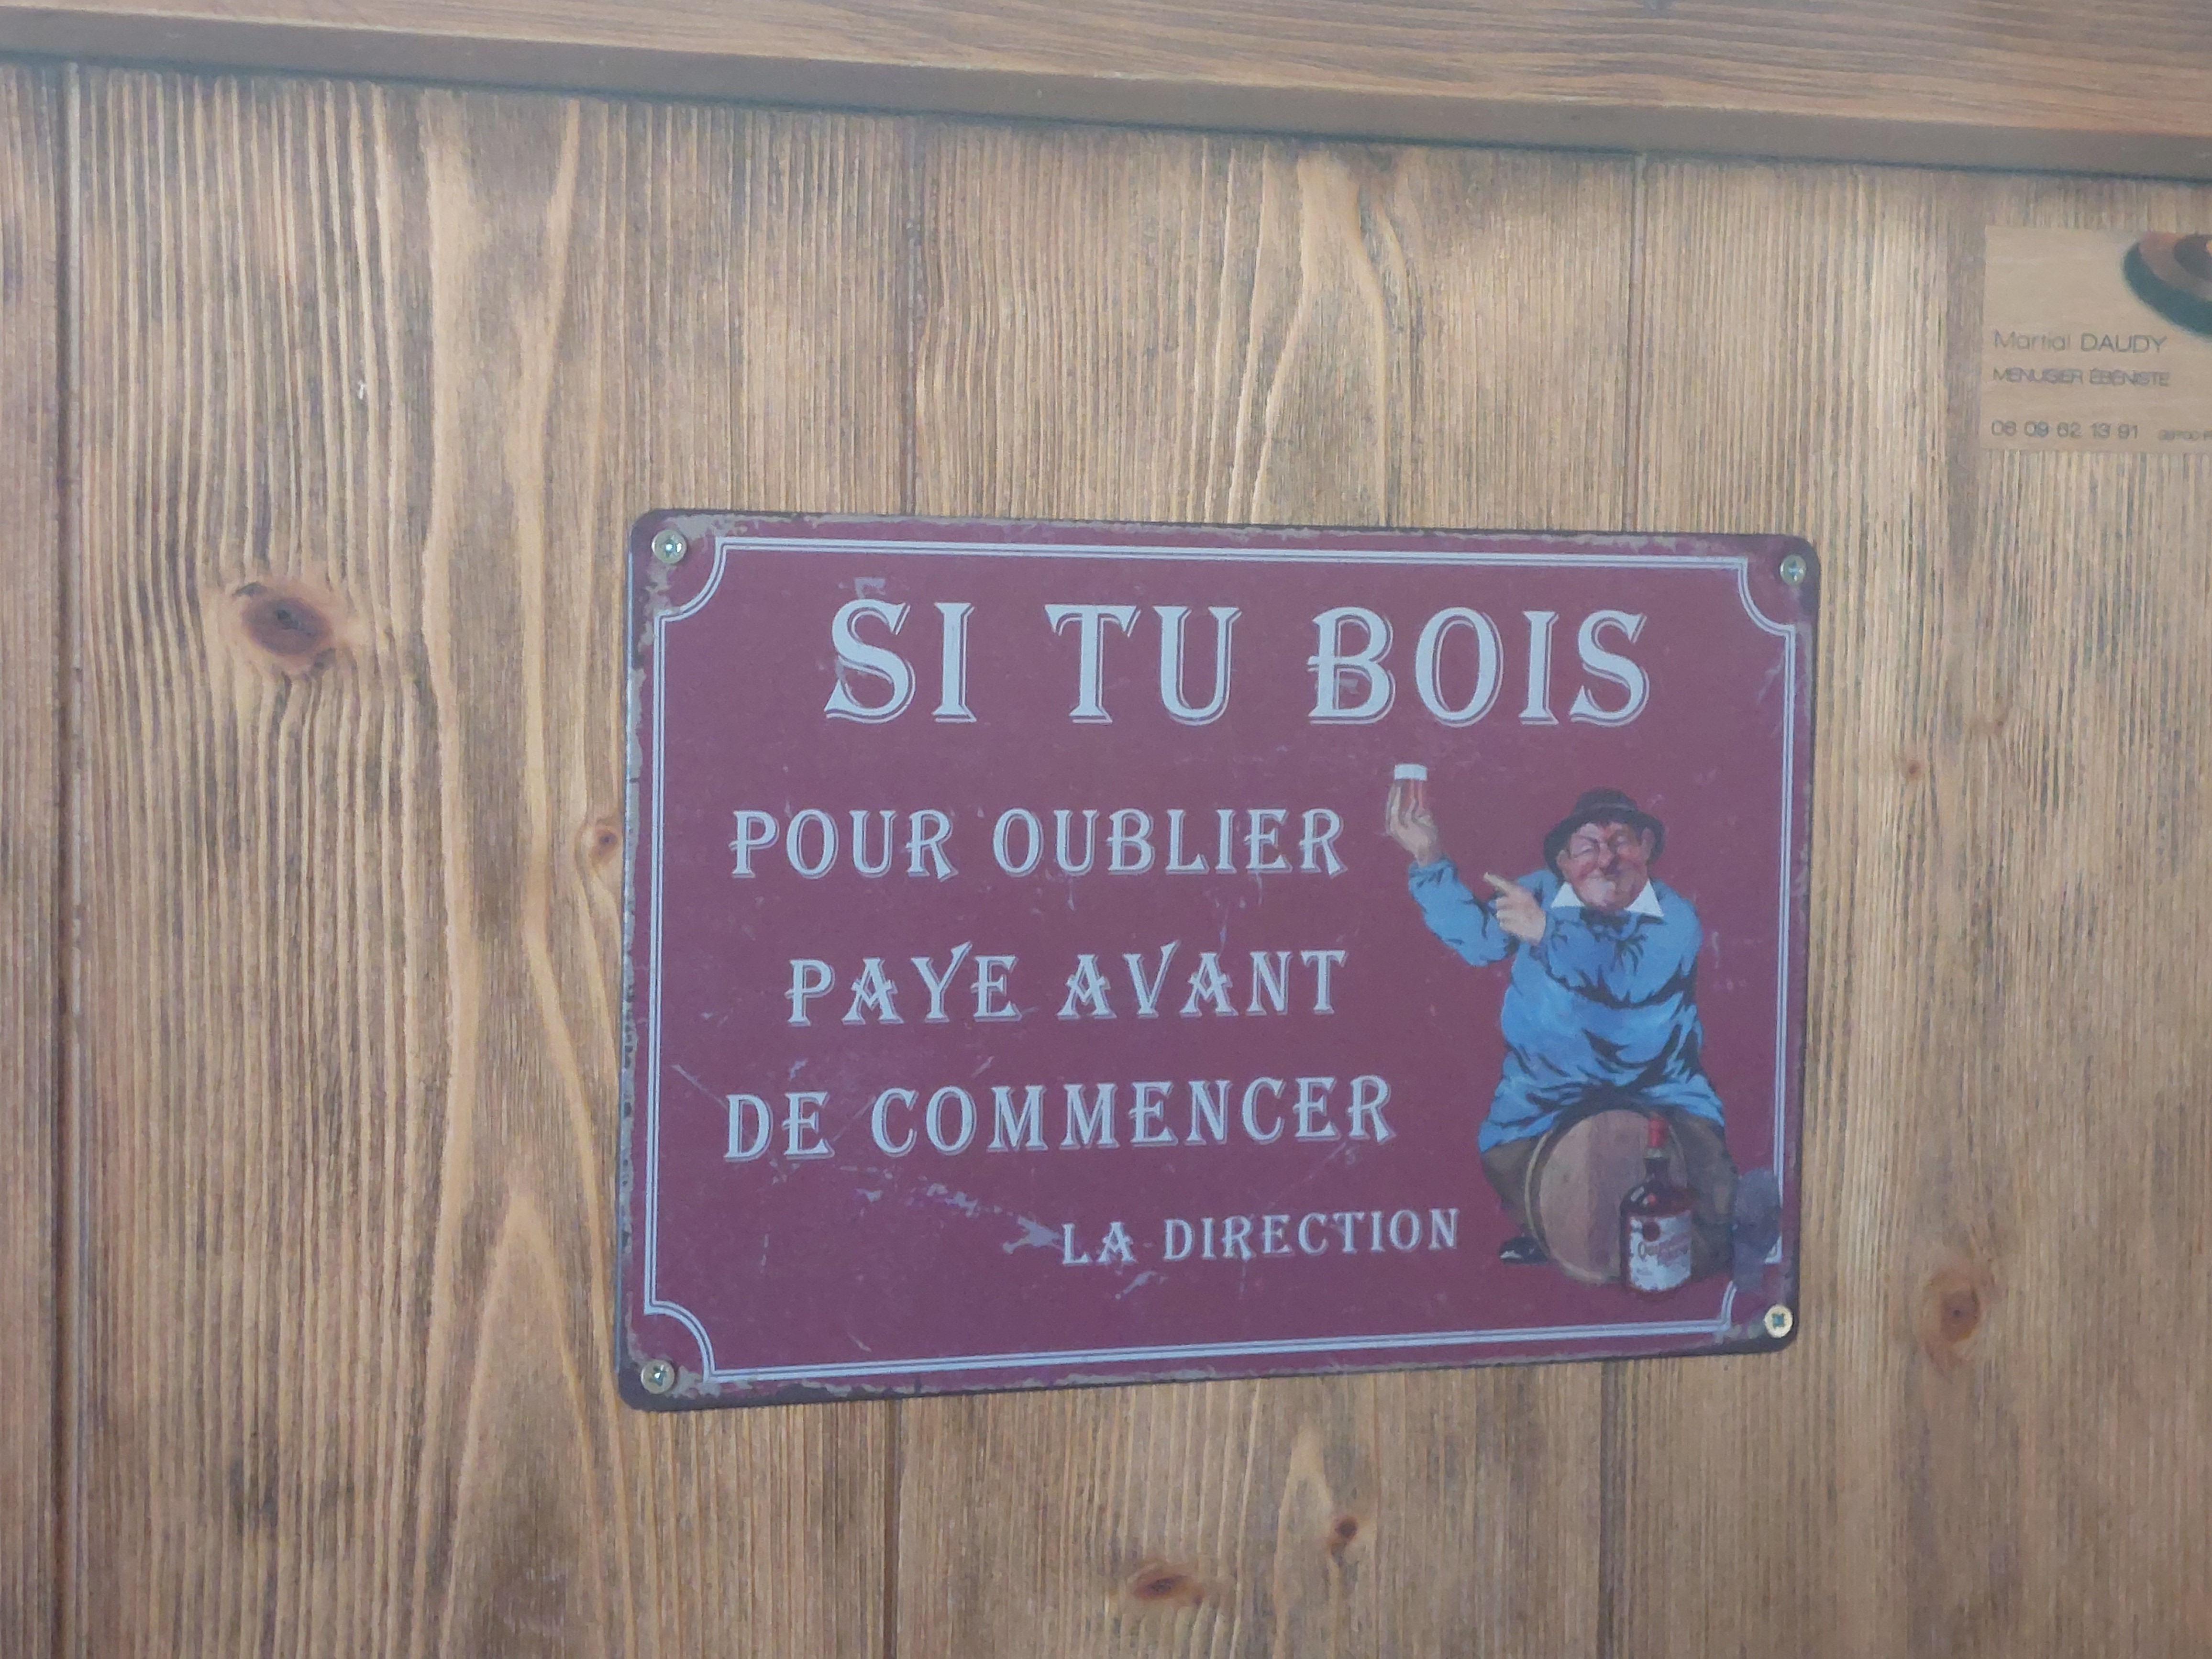 SI TU BOIS
POUR OUBLIER
PAYE AVANT
DE COMMENCER
LA DIRECTION
Martial DAUDY
MENUISIER ÉBÉNISTE
06 09 62 13 91